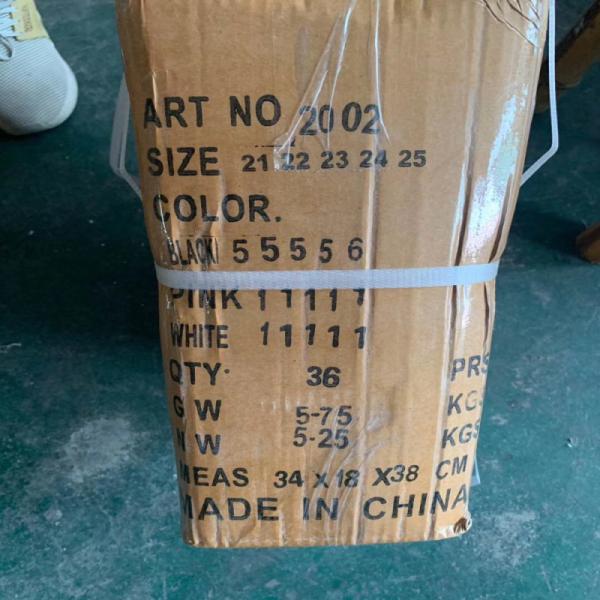 ART NO 2002
SIZE 21 22 23 24 25
COLOR.
BLACK 5 5 5 5 6
PINK 1 1 1 1 1
WHITE 1 1 1 1 1
QTY. 36 PRS
G W 5-75 KGS
N W 5-25 KGS
MEAS 34 X 18 X38 CM
MADE IN CHINA